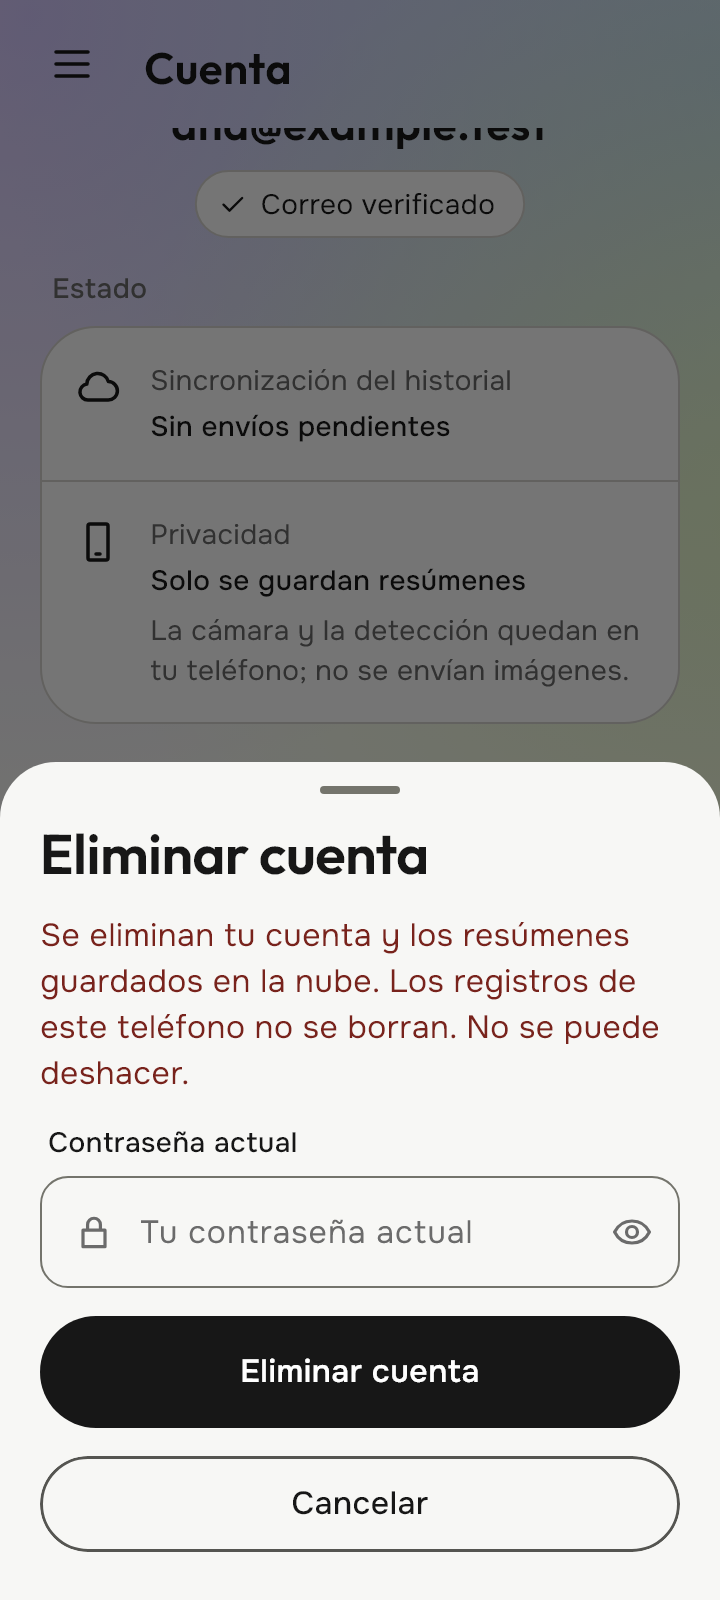 Cuenta
ana@example.test
Correo verificado
Estado
Sincronización del historial
Sin envíos pendientes
Privacidad
Solo se guardan resúmenes
La cámara y la detección quedan en
tu teléfono; no se envían imágenes.
Eliminar cuenta
Se eliminan tu cuenta y los resúmenes
guardados en la nube. Los registros de
este teléfono no se borran. No se puede
deshacer.
Contraseña actual
Tu contraseña actual
Eliminar cuenta
Cancelar